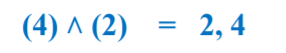 (4) ∧ (2) = 2, 4